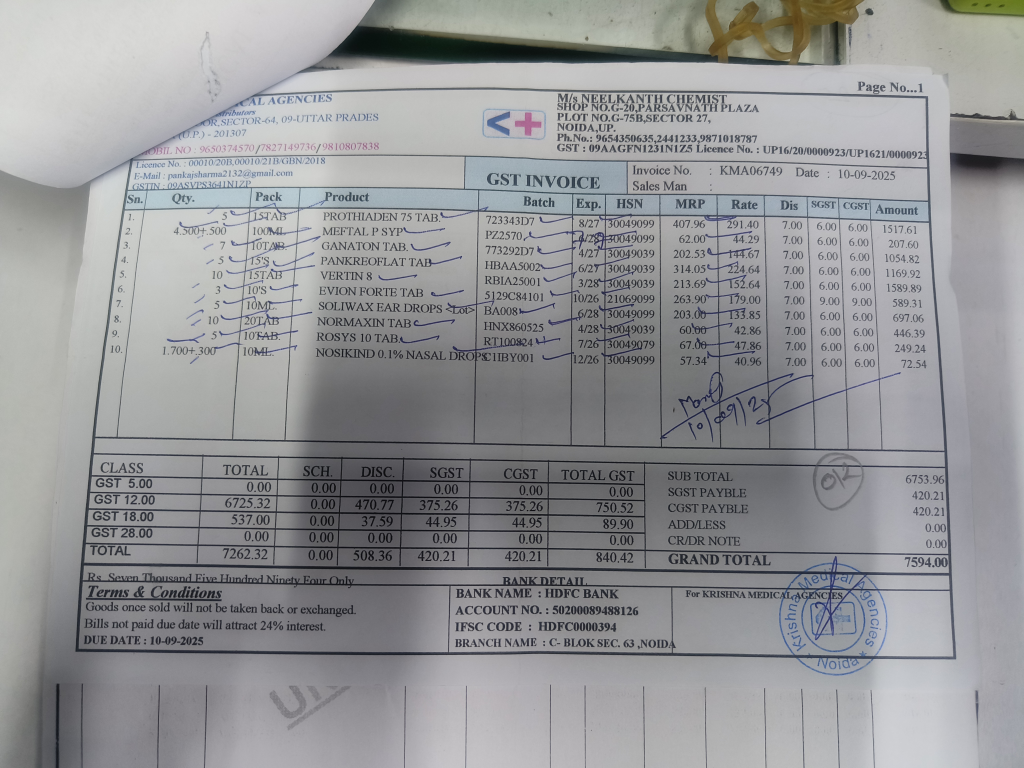 Page No...1
CAL AGENCIES
OOR,SECTOR-64, 09-UTTAR PRADES
(U.P.) - 201307
MOBIL NO : 9650374570/7827149736/9810807838
Licence No. : 00010/20B,00010/21B/GBN/2018
E-Mail : pankajsharma2132@gmail.com
GSTIN : 09ASVPS3641N1ZP
M/s NEELKANTH CHEMIST
SHOP NO.G-20,PARSAVNATH PLAZA
PLOT NO.G-75B,SECTOR 27,
NOIDA,UP.
Ph.No.: 9654350635,2441233,9871018787
GST : 09AAGFN1231N1Z5 Licence No. : UP16/20/0000923/UP1621/0000923
GST INVOICE
Invoice No. : KMA06749 Date : 10-09-2025
Sales Man :
Sn. Qty. Pack Product Batch Exp. HSN MRP Rate Dis SGST CGST Amount
1. 5 15TAB PROTHIADEN 75 TAB. 723343D7 8/27 30049099 407.96 291.40 7.00 6.00 6.00 1517.61
2. 4.500+.500 100ML MEFTAL P SYP PZ2570, 6/28 30049099 62.00 44.29 7.00 6.00 6.00 207.60
3. 7 10TAB. GANATON TAB. 773292D7 4/27 30049039 202.53 144.67 7.00 6.00 6.00 1054.82
4. 5 15'S PANKREOFLAT TAB HBAA5002 6/27 30049039 314.05 224.64 7.00 6.00 6.00 1169.92
5. 10 15TAB VERTIN 8 RBIA25001 3/28 30049039 213.69 152.64 7.00 6.00 6.00 1589.89
6. 3 10'S EVION FORTE TAB 5129C84101 10/26 21069099 263.90 179.00 7.00 9.00 9.00 589.31
7. 5 10ML. SOLIWAX EAR DROPS <Lot> BA008 6/28 30049099 203.00 133.85 7.00 6.00 6.00 697.06
8. 10 20TAB NORMAXIN TAB HNX860525 4/28 30049039 60.00 42.86 7.00 6.00 6.00 446.39
9. 5 10TAB. ROSYS 10 TAB RT100824 7/26 30049079 67.00 47.86 7.00 6.00 6.00 249.24
10. 1.700+.300 10ML. NOSIKIND 0.1% NASAL DROPS C1IBY001 12/26 30049099 57.34 40.96 7.00 6.00 6.00 72.54
CLASS TOTAL SCH. DISC. SGST CGST TOTAL GST
GST 5.00 0.00 0.00 0.00 0.00 0.00 0.00
GST 12.00 6725.32 0.00 470.77 375.26 375.26 750.52
GST 18.00 537.00 0.00 37.59 44.95 44.95 89.90
GST 28.00 0.00 0.00 0.00 0.00 0.00 0.00
TOTAL 7262.32 0.00 508.36 420.21 420.21 840.42
SUB TOTAL 6753.96
SGST PAYBLE 420.21
CGST PAYBLE 420.21
ADD/LESS 0.00
CR/DR NOTE 0.00
GRAND TOTAL 7594.00
Rs. Seven Thousand Five Hundred Ninety Four Only
Terms & Conditions
Goods once sold will not be taken back or exchanged.
Bills not paid due date will attract 24% interest.
DUE DATE : 10-09-2025
BANK DETAIL
BANK NAME : HDFC BANK
ACCOUNT NO. : 50200089488126
IFSC CODE : HDFC0000394
BRANCH NAME : C- BLOK SEC. 63 ,NOIDA
For KRISHNA MEDICAL AGENCIES
Krishna Medical Agencies
Noida